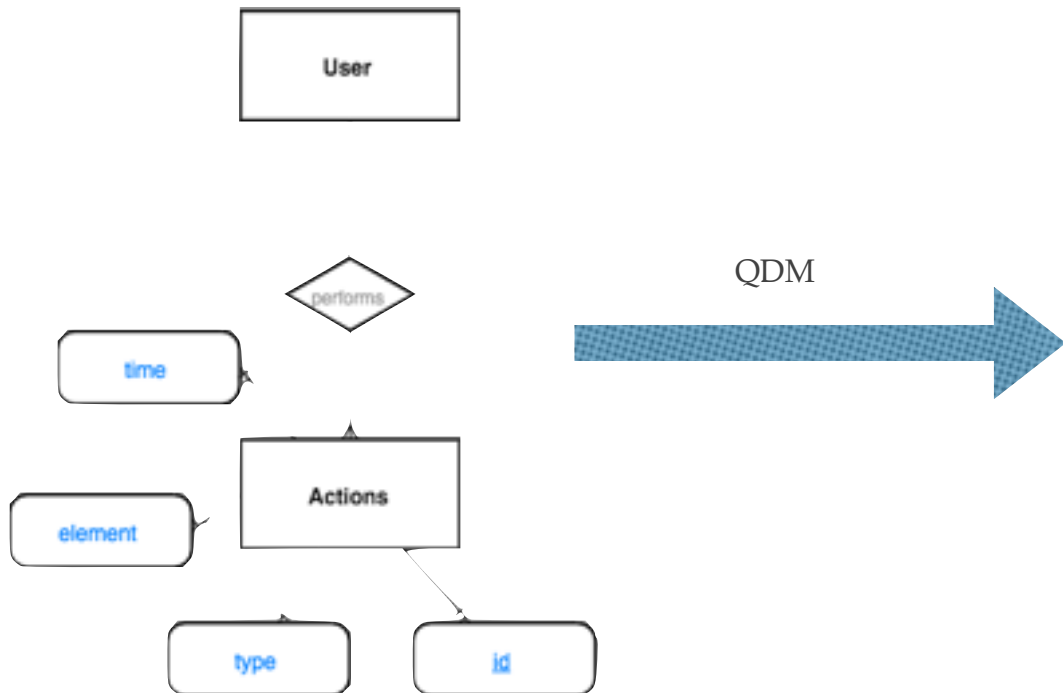 User
QDM
performs
time
Actions
element
type
id